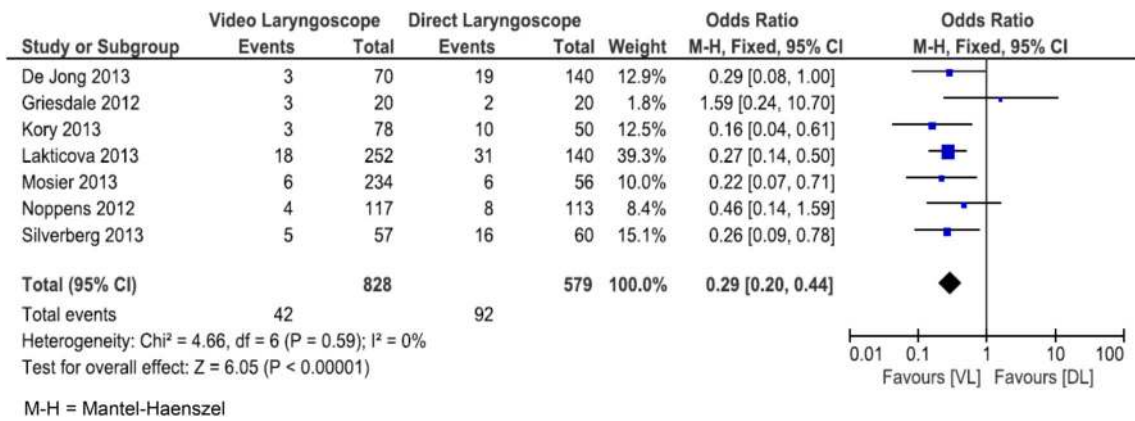 Video Laryngoscope Direct Laryngoscope Odds Ratio Odds Ratio
Study or Subgroup Events Total Events Total Weight M-H, Fixed, 95% CI M-H, Fixed, 95% CI
De Jong 2013 3 70 19 140 12.9% 0.29 [0.08, 1.00]
Griesdale 2012 3 20 2 20 1.8% 1.59 [0.24, 10.70]
Kory 2013 3 78 10 50 12.5% 0.16 [0.04, 0.61]
Lakticova 2013 18 252 31 140 39.3% 0.27 [0.14, 0.50]
Mosier 2013 6 234 6 56 10.0% 0.22 [0.07, 0.71]
Noppens 2012 4 117 8 113 8.4% 0.46 [0.14, 1.59]
Silverberg 2013 5 57 16 60 15.1% 0.26 [0.09, 0.78]
Total (95% CI) 828 579 100.0% 0.29 [0.20, 0.44]
Total events 42 92
Heterogeneity: Chi² = 4.66, df = 6 (P = 0.59); I² = 0%
Test for overall effect: Z = 6.05 (P < 0.00001)
0.01 0.1 1 10 100
Favours [VL] Favours [DL]
M-H = Mantel-Haenszel